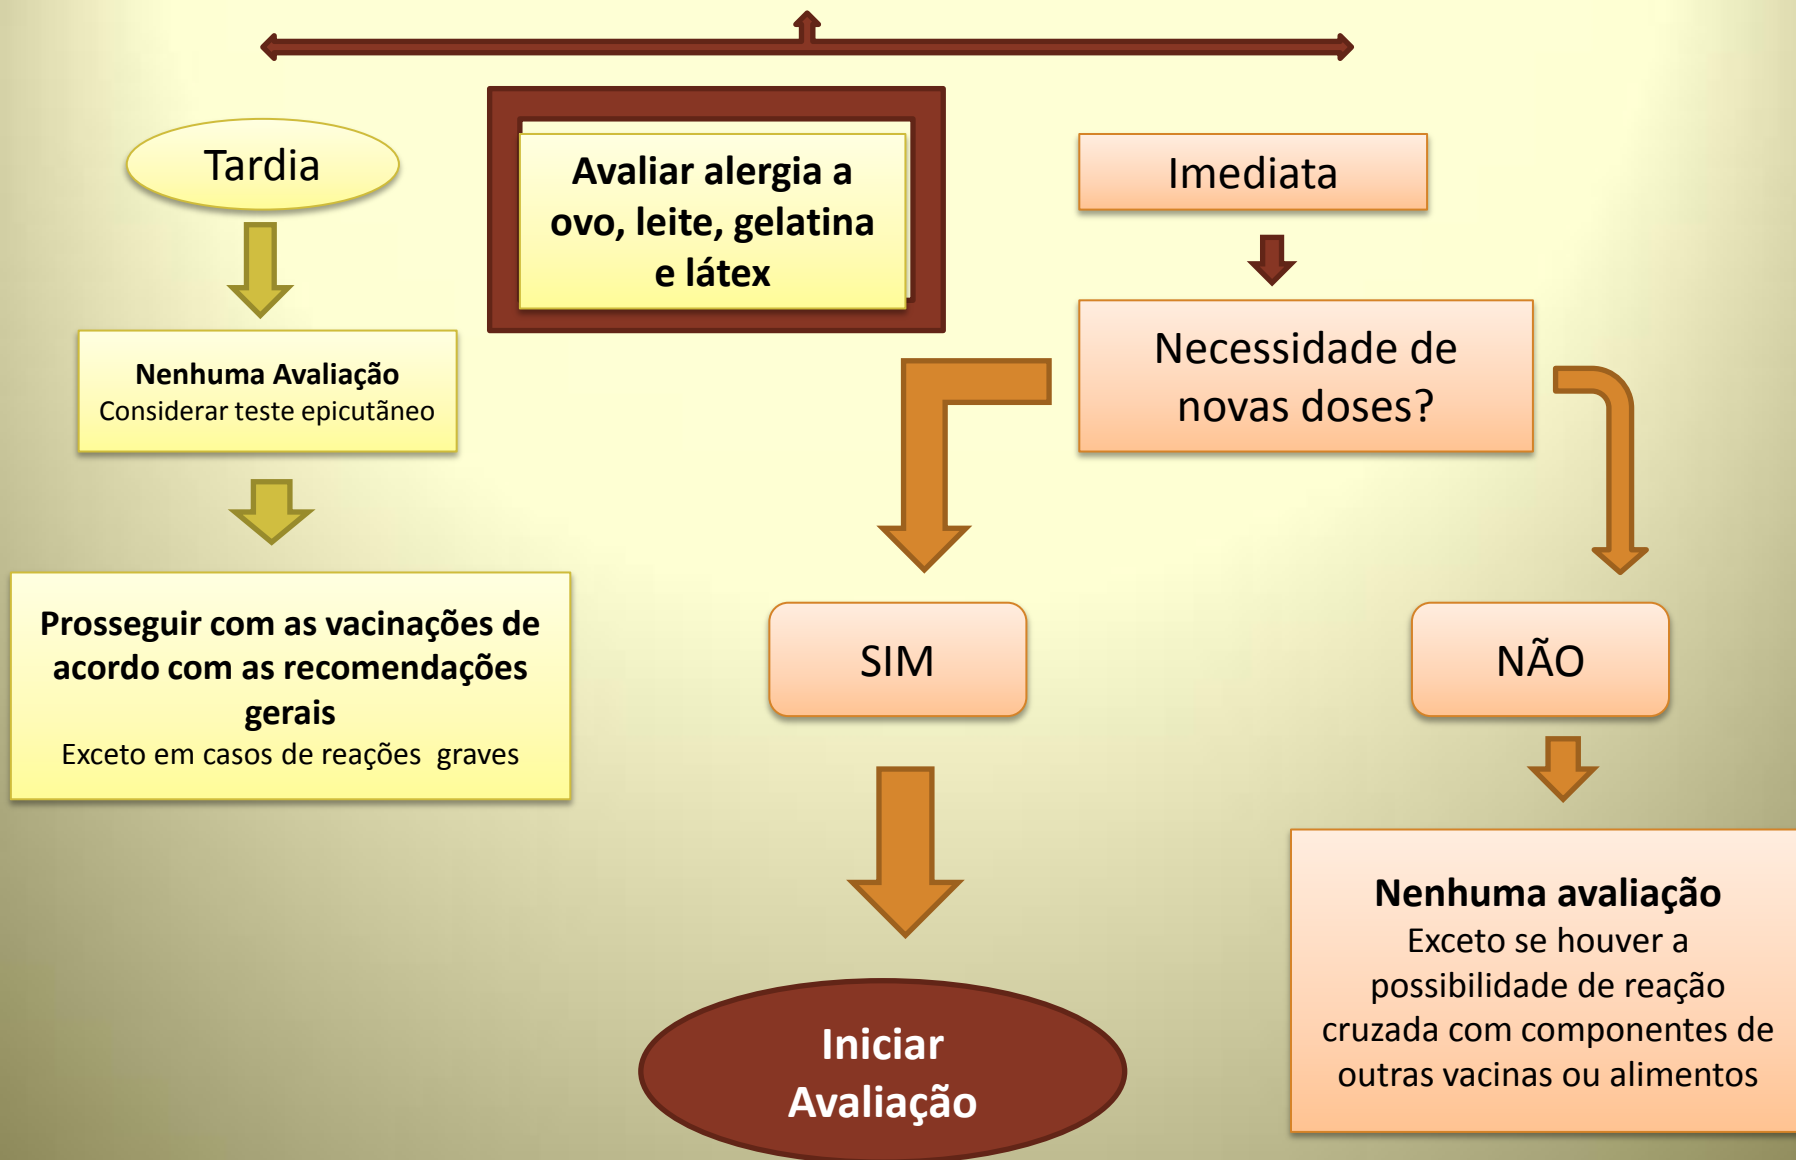 Tardia
Avaliar alergia a
ovo, leite, gelatina
e látex
Imediata
Nenhuma Avaliação
Considerar teste epicutãneo
Necessidade de
novas doses?
Prosseguir com as vacinações de
acordo com as recomendações
gerais
Exceto em casos de reações graves
SIM
NÃO
Iniciar
Avaliação
Nenhuma avaliação
Exceto se houver a
possibilidade de reação
cruzada com componentes de
outras vacinas ou alimentos